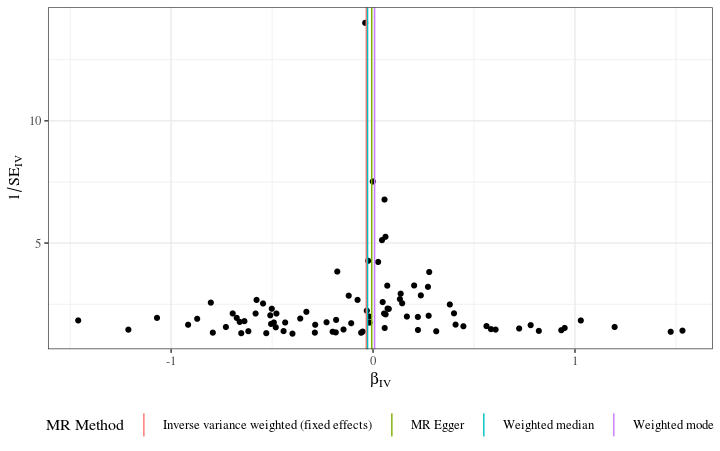 10
5
1/SE_IV
-1 0 1
β_IV
MR Method Inverse variance weighted (fixed effects) MR Egger Weighted median Weighted mode